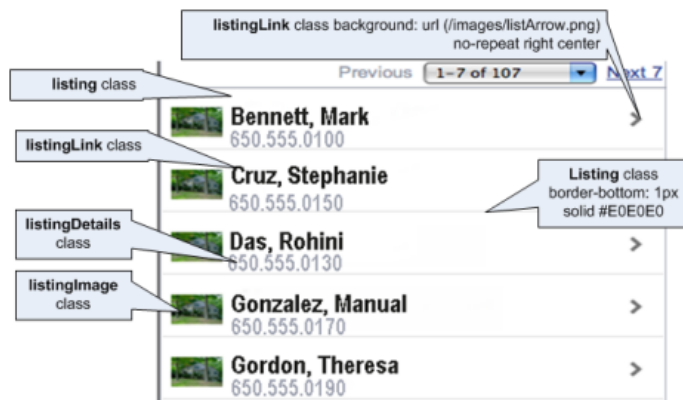 listingLink class background: url (/images/listArrow.png)
no-repeat right center
Previous 1-7 of 107 Next 7
listing class
Bennett, Mark
650.555.0100
listingLink class
Cruz, Stephanie
650.555.0150
Listing class
border-bottom: 1px
solid #E0E0E0
listingDetails
class
Das, Rohini
650.555.0130
listingImage
class
Gonzalez, Manual
650.555.0170
Gordon, Theresa
650.555.0190